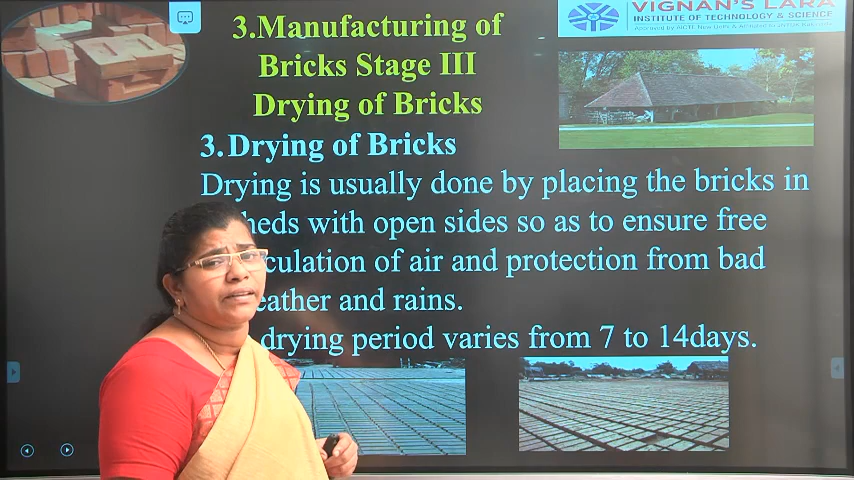 3.Manufacturing of
Bricks Stage III
Drying of Bricks
VIGNAN'S LARA
INSTITUTE OF TECHNOLOGY & SCIENCE
3. Drying of Bricks
Drying is usually done by placing the bricks in
heds with open sides so as to ensure free
culation of air and protection from bad
eather and rains.
drying period varies from 7 to 14days.